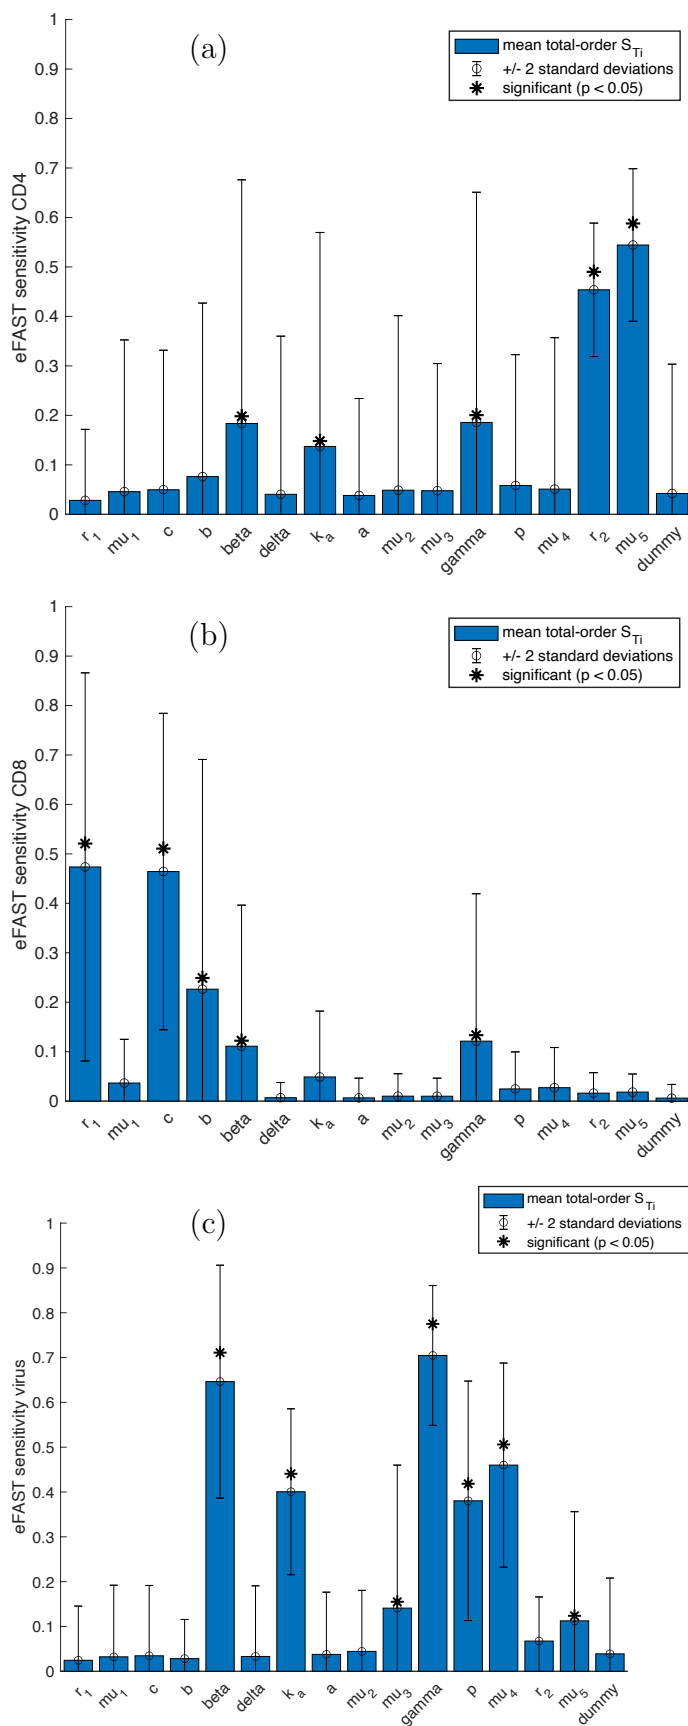 (a)
mean total-order S_Ti
+/- 2 standard deviations
significant (p < 0.05)
eFAST sensitivity CD4
1
0.9
0.8
0.7
0.6
0.5
0.4
0.3
0.2
0.1
0
r_1 mu_1 c b beta delta k_a a mu_2 mu_3 gamma p mu_4 r_2 mu_5 dummy
(b)
mean total-order S_Ti
+/- 2 standard deviations
significant (p < 0.05)
eFAST sensitivity CD8
1
0.9
0.8
0.7
0.6
0.5
0.4
0.3
0.2
0.1
0
r_1 mu_1 c b beta delta k_a a mu_2 mu_3 gamma p mu_4 r_2 mu_5 dummy
(c)
mean total-order S_Ti
+/- 2 standard deviations
significant (p < 0.05)
eFAST sensitivity virus
1
0.9
0.8
0.7
0.6
0.5
0.4
0.3
0.2
0.1
0
r_1 mu_1 c b beta delta k_a a mu_2 mu_3 gamma p mu_4 r_2 mu_5 dummy